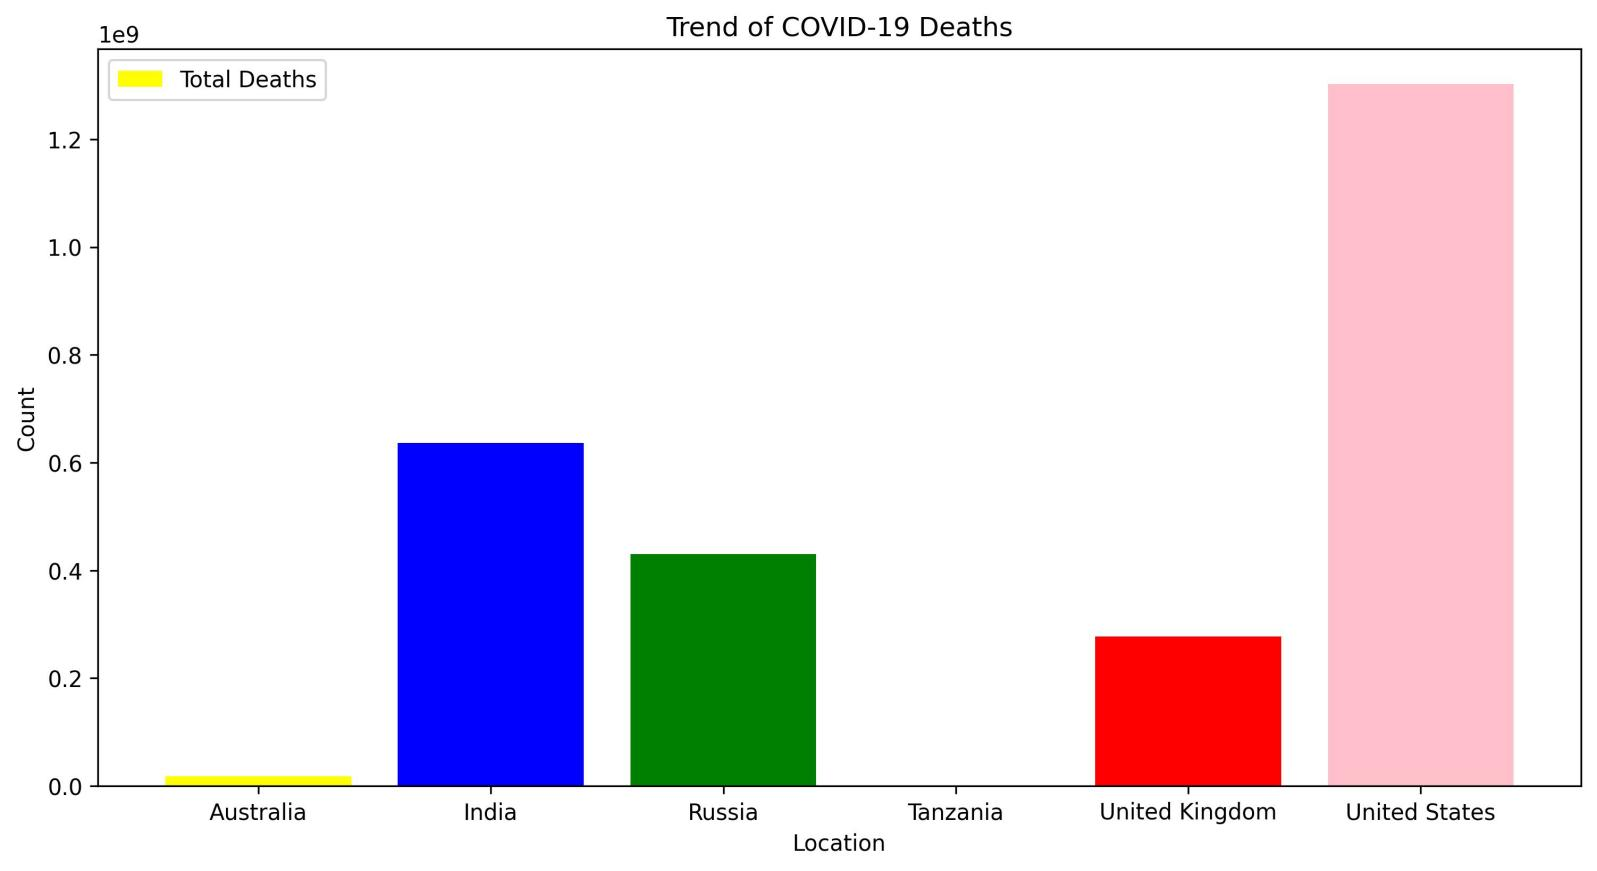 Trend of COVID-19 Deaths
1e9
Total Deaths
1.2
1.0
0.8
0.6
0.4
0.2
0.0
Count
Australia India Russia Tanzania United Kingdom United States
Location